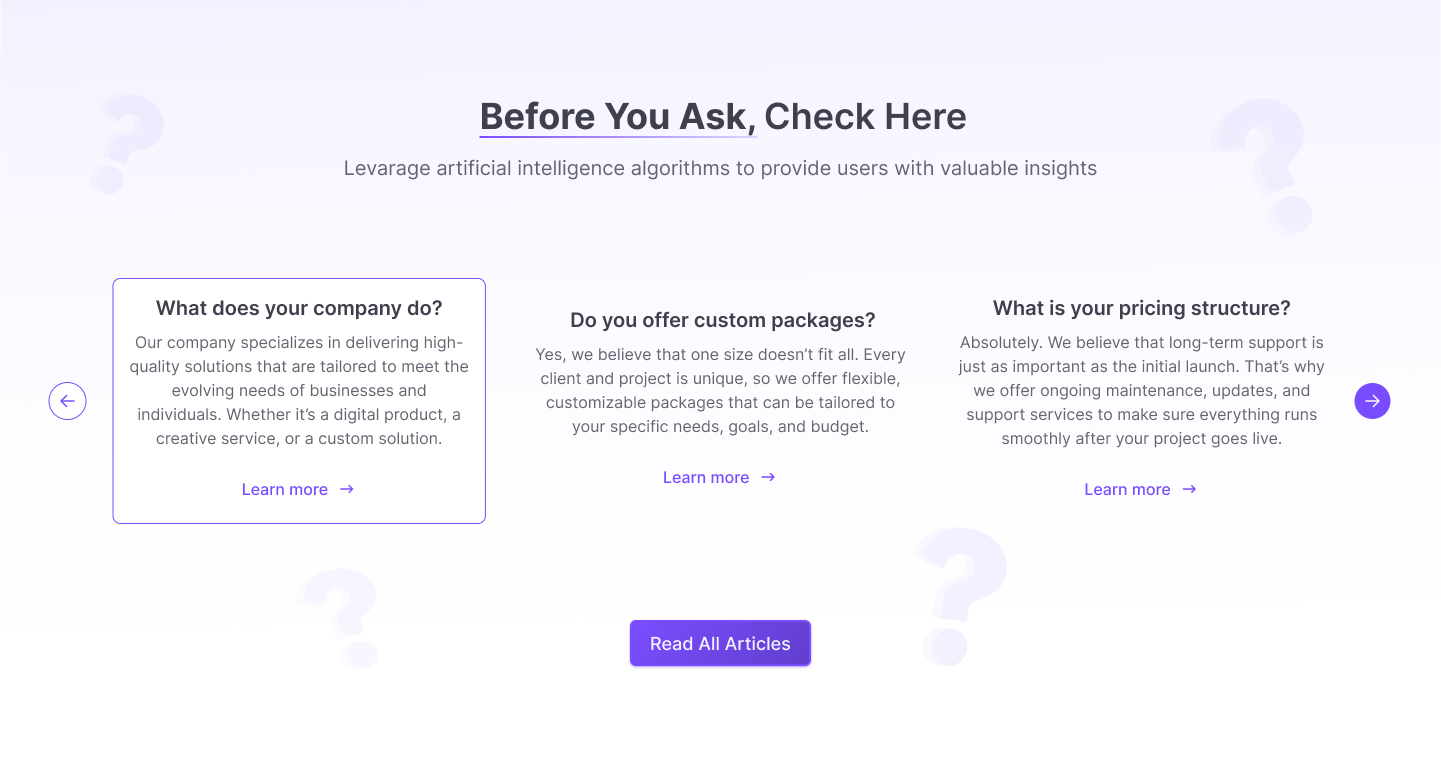 Before You Ask, Check Here
Levarage artificial intelligence algorithms to provide users with valuable insights
What does your company do?
Our company specializes in delivering high-
quality solutions that are tailored to meet the
evolving needs of businesses and
individuals. Whether it’s a digital product, a
creative service, or a custom solution.
Learn more
Do you offer custom packages?
Yes, we believe that one size doesn’t fit all. Every
client and project is unique, so we offer flexible,
customizable packages that can be tailored to
your specific needs, goals, and budget.
Learn more
What is your pricing structure?
Absolutely. We believe that long-term support is
just as important as the initial launch. That’s why
we offer ongoing maintenance, updates, and
support services to make sure everything runs
smoothly after your project goes live.
Learn more
Read All Articles